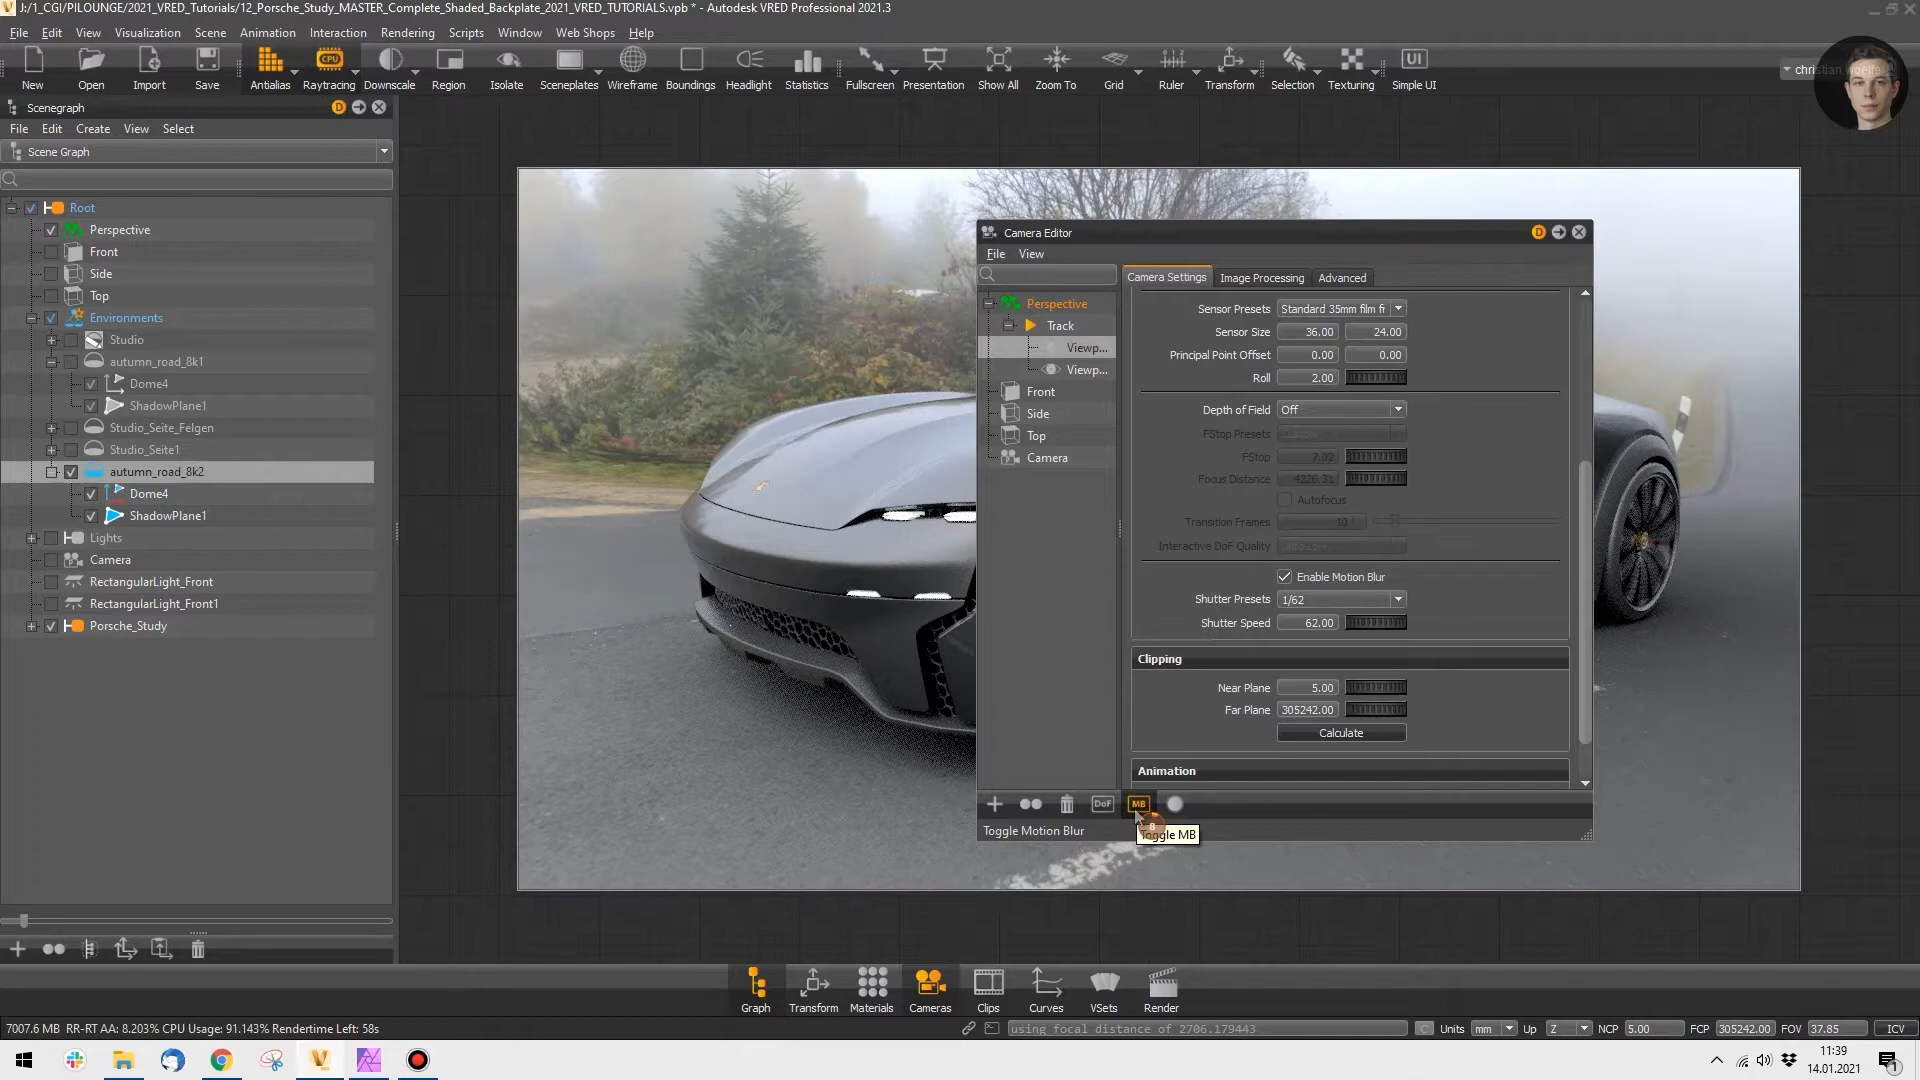 J:/1_CGI/PILOUNGE/2021_VRED_Tutorials/12_Porsche_Study_MASTER_Complete_Shaded_Backplate_2021_VRED_TUTORIALS.vpb * - Autodesk VRED Professional 2021.3
File Edit View Visualization Scene Animation Interaction Rendering Scripts Window Web Shops Help
New Open Import Save Antialias Raytracing Downscale Region Isolate Sceneplates Wireframe Boundings Headlight Statistics Fullscreen Presentation Show All Zoom To Grid Ruler Transform Selection Texturing Simple UI
CPU
UI
Scenegraph
D
File Edit Create View Select
Scene Graph
Root
Perspective
Front
Side
Top
Environments
Studio
autumn_road_8k1
Dome4
ShadowPlane1
Studio_Seite_Felgen
Studio_Seite1
autumn_road_8k2
Dome4
ShadowPlane1
Lights
Camera
RectangularLight_Front
RectangularLight_Front1
Porsche_Study
Camera Editor
D
File View
Perspective
Track
Viewp...
Viewp...
Front
Side
Top
Camera
Camera Settings Image Processing Advanced
Sensor Presets Standard 35mm film fr
Sensor Size 36.00 24.00
Principal Point Offset 0.00 0.00
Roll 2.00
Depth of Field Off
FStop Presets
FStop 7.02
Focus Distance 4226.31
Autofocus
Transition Frames 10
Interactive DoF Quality
Enable Motion Blur
Shutter Presets 1/62
Shutter Speed 62.00
Clipping
Near Plane 5.00
Far Plane 305242.00
Calculate
Animation
DoF MB
Toggle Motion Blur
Toggle MB
Graph Transform Materials Cameras Clips Curves VSets Render
7007.6 MB RR-RT AA: 8.203% CPU Usage: 91.143% Rendertime Left: 58s
using focal distance of 2706.179443
C Units mm Up Z NCP 5.00 FCP 305242.00 FOV 37.85 ICV
11:39
14.01.2021
1